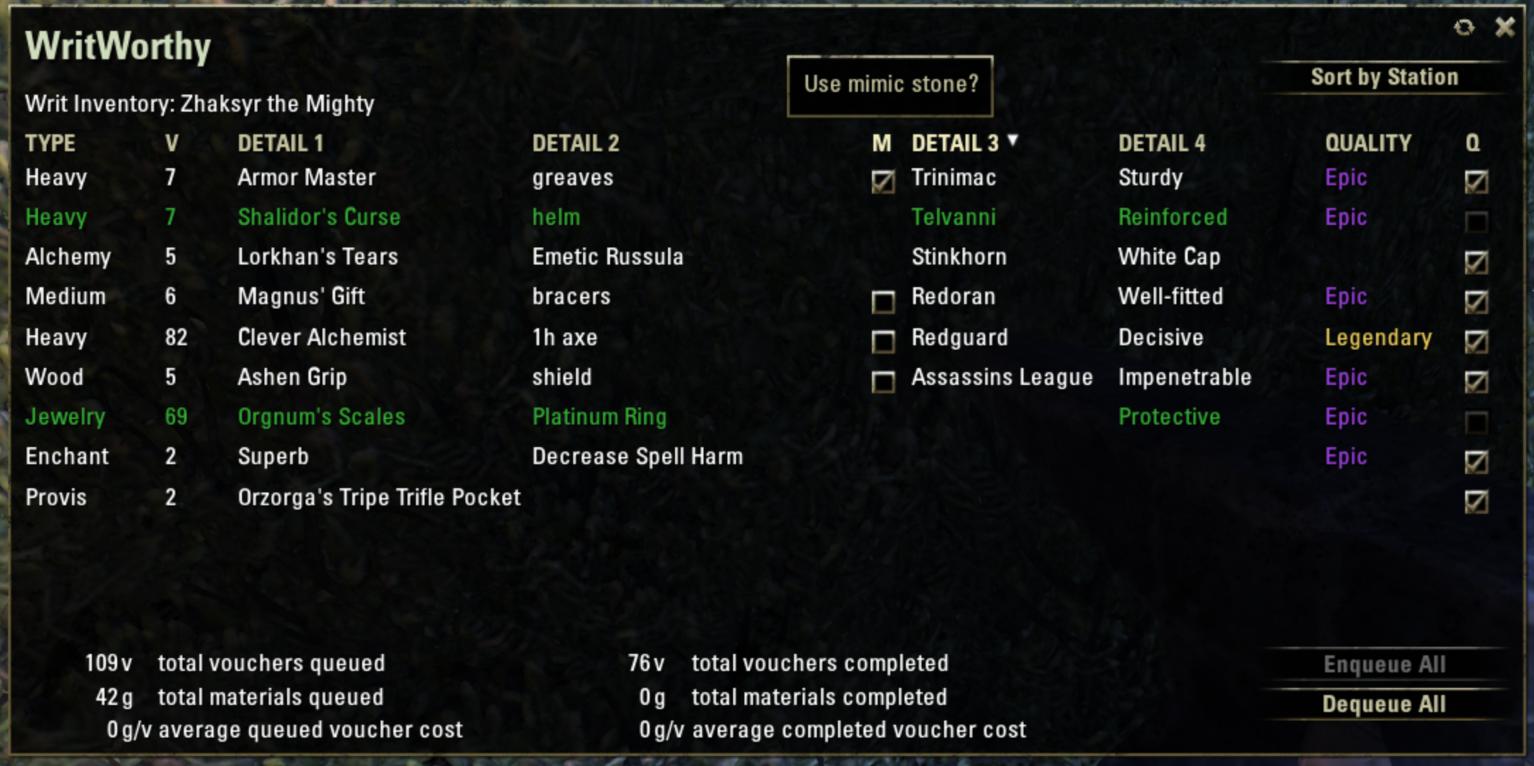 WritWorthy
Use mimic stone?
Sort by Station
Writ Inventory: Zhaksyr the Mighty
TYPE V DETAIL 1 DETAIL 2 M DETAIL 3 ▼ DETAIL 4 QUALITY Q
Heavy 7 Armor Master greaves Trinimac Sturdy Epic
Heavy 7 Shalidor's Curse helm Telvanni Reinforced Epic
Alchemy 5 Lorkhan's Tears Emetic Russula Stinkhorn White Cap
Medium 6 Magnus' Gift bracers Redoran Well-fitted Epic
Heavy 82 Clever Alchemist 1h axe Redguard Decisive Legendary
Wood 5 Ashen Grip shield Assassins League Impenetrable Epic
Jewelry 69 Orgnum's Scales Platinum Ring Protective Epic
Enchant 2 Superb Decrease Spell Harm Epic
Provis 2 Orzorga's Tripe Trifle Pocket
109 v total vouchers queued 76 v total vouchers completed Enqueue All
42 g total materials queued 0 g total materials completed Dequeue All
0 g/v average queued voucher cost 0 g/v average completed voucher cost